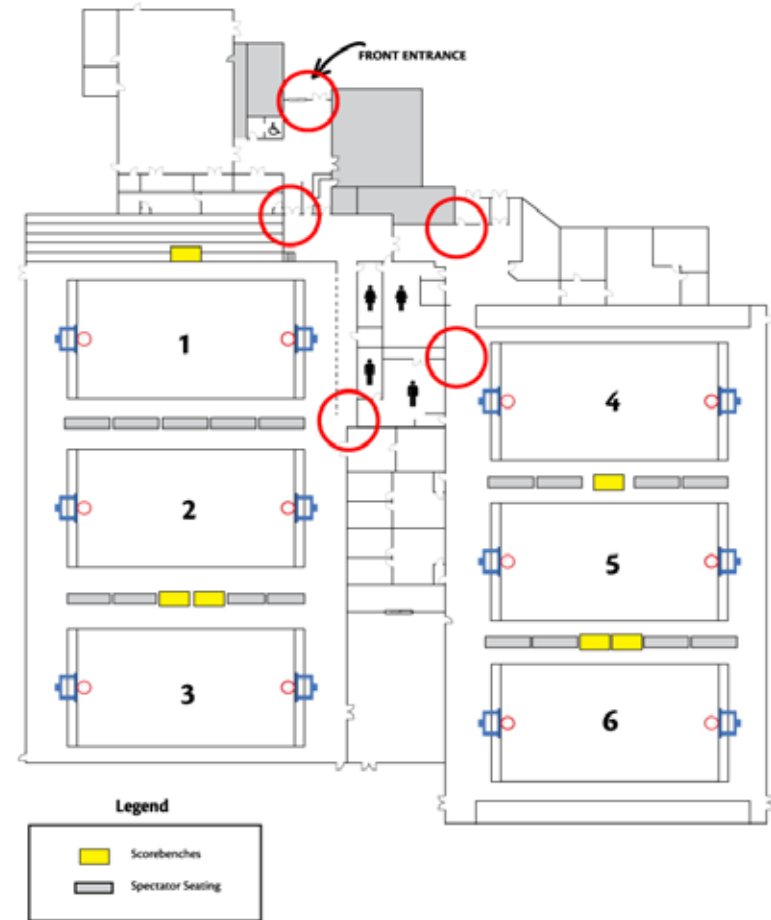 FRONT ENTRANCE
1
2
3
4
5
6
Legend
Scorebenches
Spectator Seating